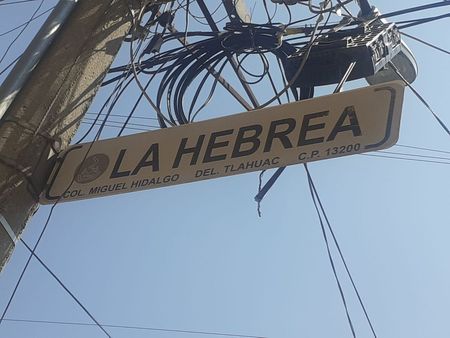 LA HEBREA
COL. MIGUEL HIDALGO DEL. TLAHUAC C.P. 13200